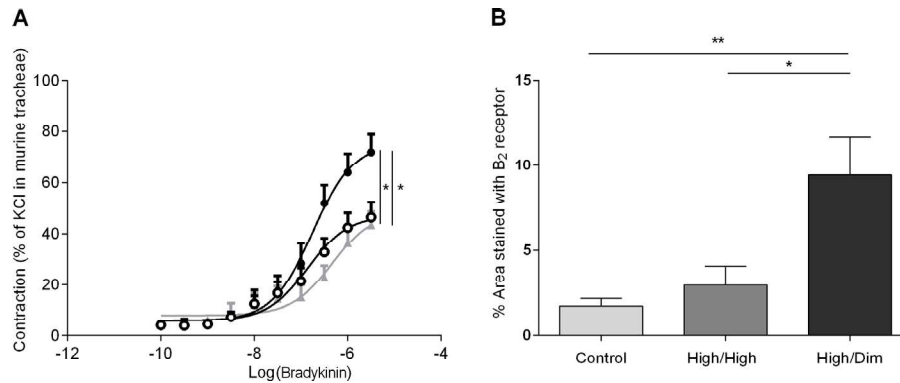 A
Contraction (% of KCl in murine tracheae)
100
80
60
40
20
0
-12
-10
-8
-6
-4
Log(Bradykinin)
*
*
B
% Area stained with B2 receptor
15
10
5
0
**
*
Control
High/High
High/Dim